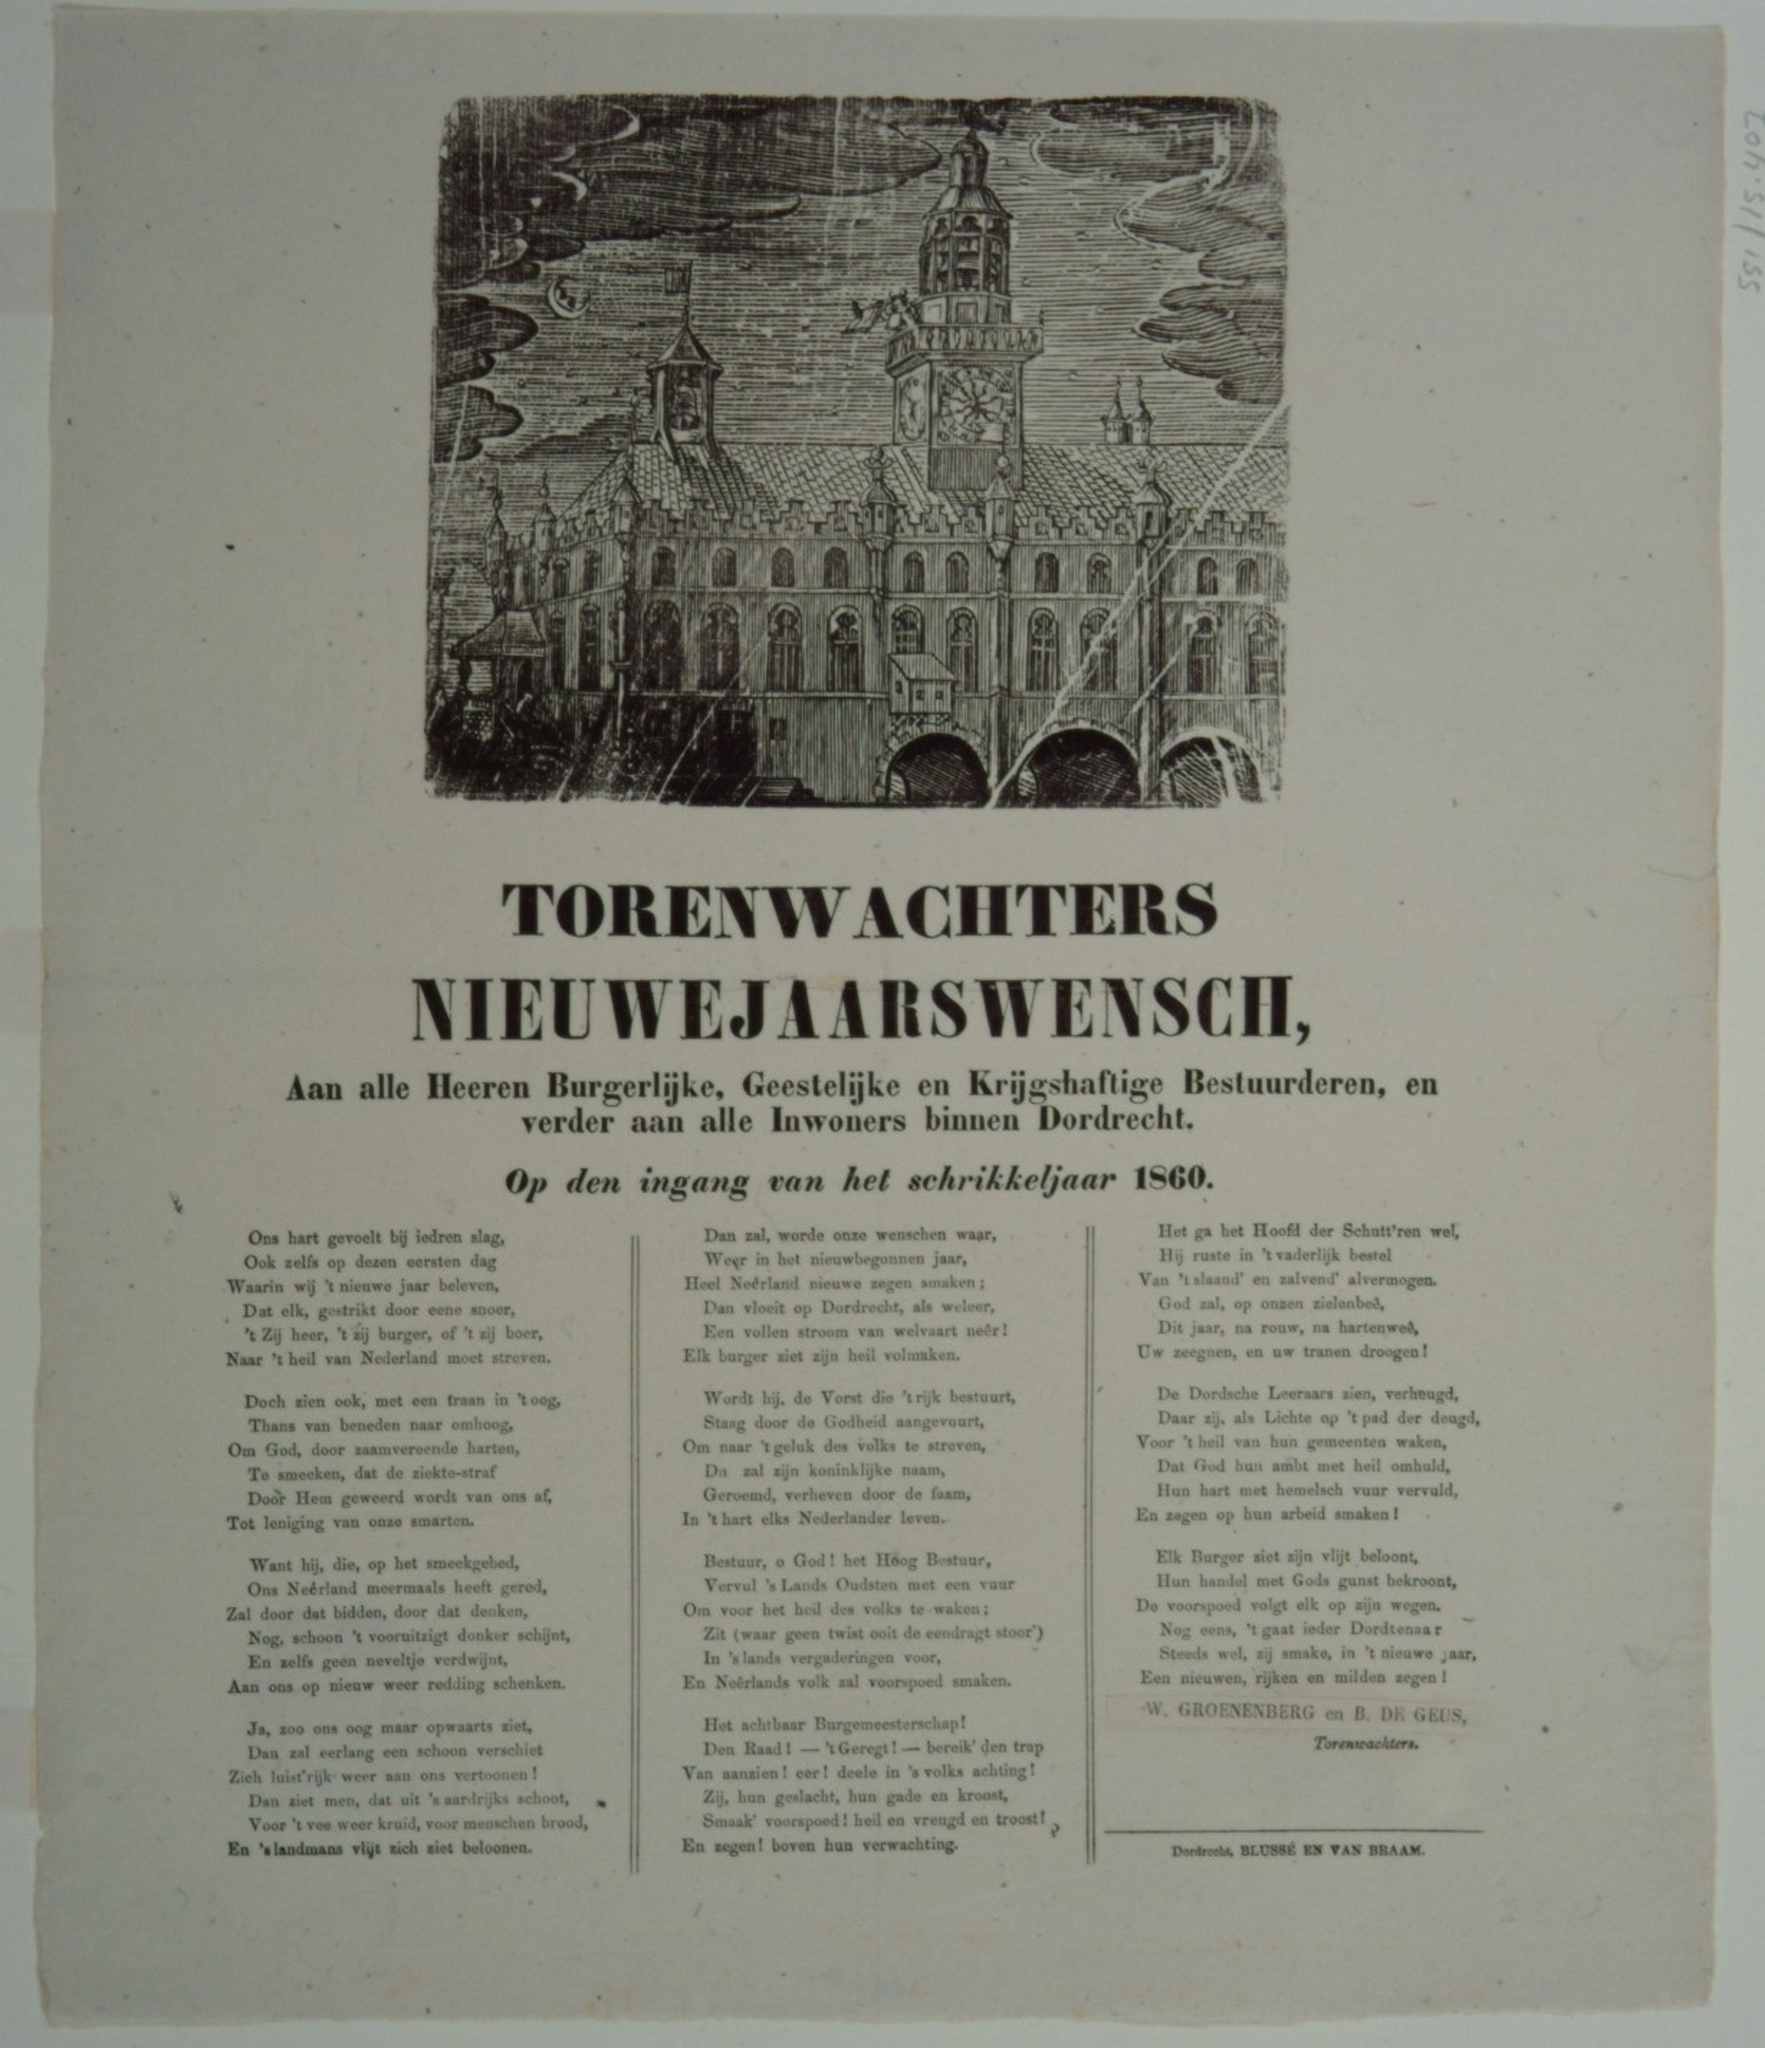 TORENWACHTERS
NIEUWEJAARSWENSCH,
Aan alle Heeren Burgerlijke, Geestelijke en Krijgshaftige Bestuurderen, en
verder aan alle Inwoners binnen Dordrecht.
Op den ingang van het schrikkeljaar 1860.
Ons hart gevoelt bij iedren slag,
Ook zelfs op dezen eersten dag
Waarin wij 't nieuwe jaar beleven,
Dat elk, gestrikt door eene snoer,
't Zij heer, 't zij burger, of 't zij boer,
Naar 't heil van Nederland moet streven.
Doch zien ook, met een traan in 't oog,
Thans van beneden naar omhoog,
Om God, door zaamvereende harten,
Te smeeken, dat de ziekte-straf
Door Hem geweerd wordt van ons af,
Tot leniging van onze smarten.
Want hij, die, op het smeekgebed,
Ons Neêrland meermaals heeft gered,
Zal door dat bidden, door dat denken,
Nog, schoon 't vooruitzigt donker schijnt,
En zelfs geen neveltje verdwijnt,
Aan ons op nieuw weer redding schenken.
Ja, zoo ons oog maar opwaarts ziet,
Dan zal eerlang een schoon verschiet
Zich luist'rijk weer aan ons vertoonen!
Dan ziet men, dat uit 's aardrijks schoot,
Voor 't vee weer kruid, voor menschen brood,
En 's landmans vlijt zich ziet beloonen.
Dan zal, worde onze wenschen waar,
Weer in het nieuwbegonnen jaar,
Heel Neêrland nieuwe zegen smaken;
Dan vloeit op Dordrecht, als weleer,
Een vollen stroom van welvaart neêr!
Elk burger ziet zijn heil volmaken.
Wordt hij, de Vorst die 't rijk bestuurt,
Staag door de Godheid aangevuurt,
Om naar 't geluk des volks te streven,
Da zal zijn koninklijke naam,
Geroemd, verheven door de faam,
In 't hart elks Nederlander leven.
Bestuur, o God! het Hoog Bestuur,
Vervul 's Lands Oudsten met een vuur
Om voor het heil des volks te waken;
Zit (waar geen twist ooit de eendragt stoor')
In 's lands vergaderingen voor,
En Neêrlands volk zal voorspoed smaken.
Het achtbaar Burgemeesterschap!
Den Raad! — 't Geregt! — bereik' den trap
Van aanzien! eer! deele in 's volks achting!
Zij, hun geslacht, hun gade en kroost,
Smaak' voorspoed! heil en vreugd en troost!
En zegen! boven hun verwachting.
Het ga het Hoofd der Schutt'ren wel,
Hij ruste in 't vaderlijk bestel
Van 't slaand' en zalvend' alvermogen.
God zal, op onzen zielenbeê,
Dit jaar, na rouw, na hartenweê,
Uw zeegnen, en uw tranen droogen!
De Dordsche Leeraars zien, verheugd,
Daar zij, als Lichte op 't pad der deugd,
Voor 't heil van hun gemeenten waken,
Dat God hun ambt met heil omhuld,
Hun hart met hemelsch vuur vervuld,
En zegen op hun arbeid smaken!
Elk Burger ziet zijn vlijt beloont,
Hun handel met Gods gunst bekroont,
De voorspoed volgt elk op zijn wegen.
Nog eens, 't gaat ieder Dordtenaar
Steeds wel, zij smake, in 't nieuwe jaar,
Een nieuwen, rijken en milden zegen!
W. GROENENBERG en B. DE GEUS,
Torenwachters.
Dordrecht, BLUSSÉ EN VAN BRAAM.